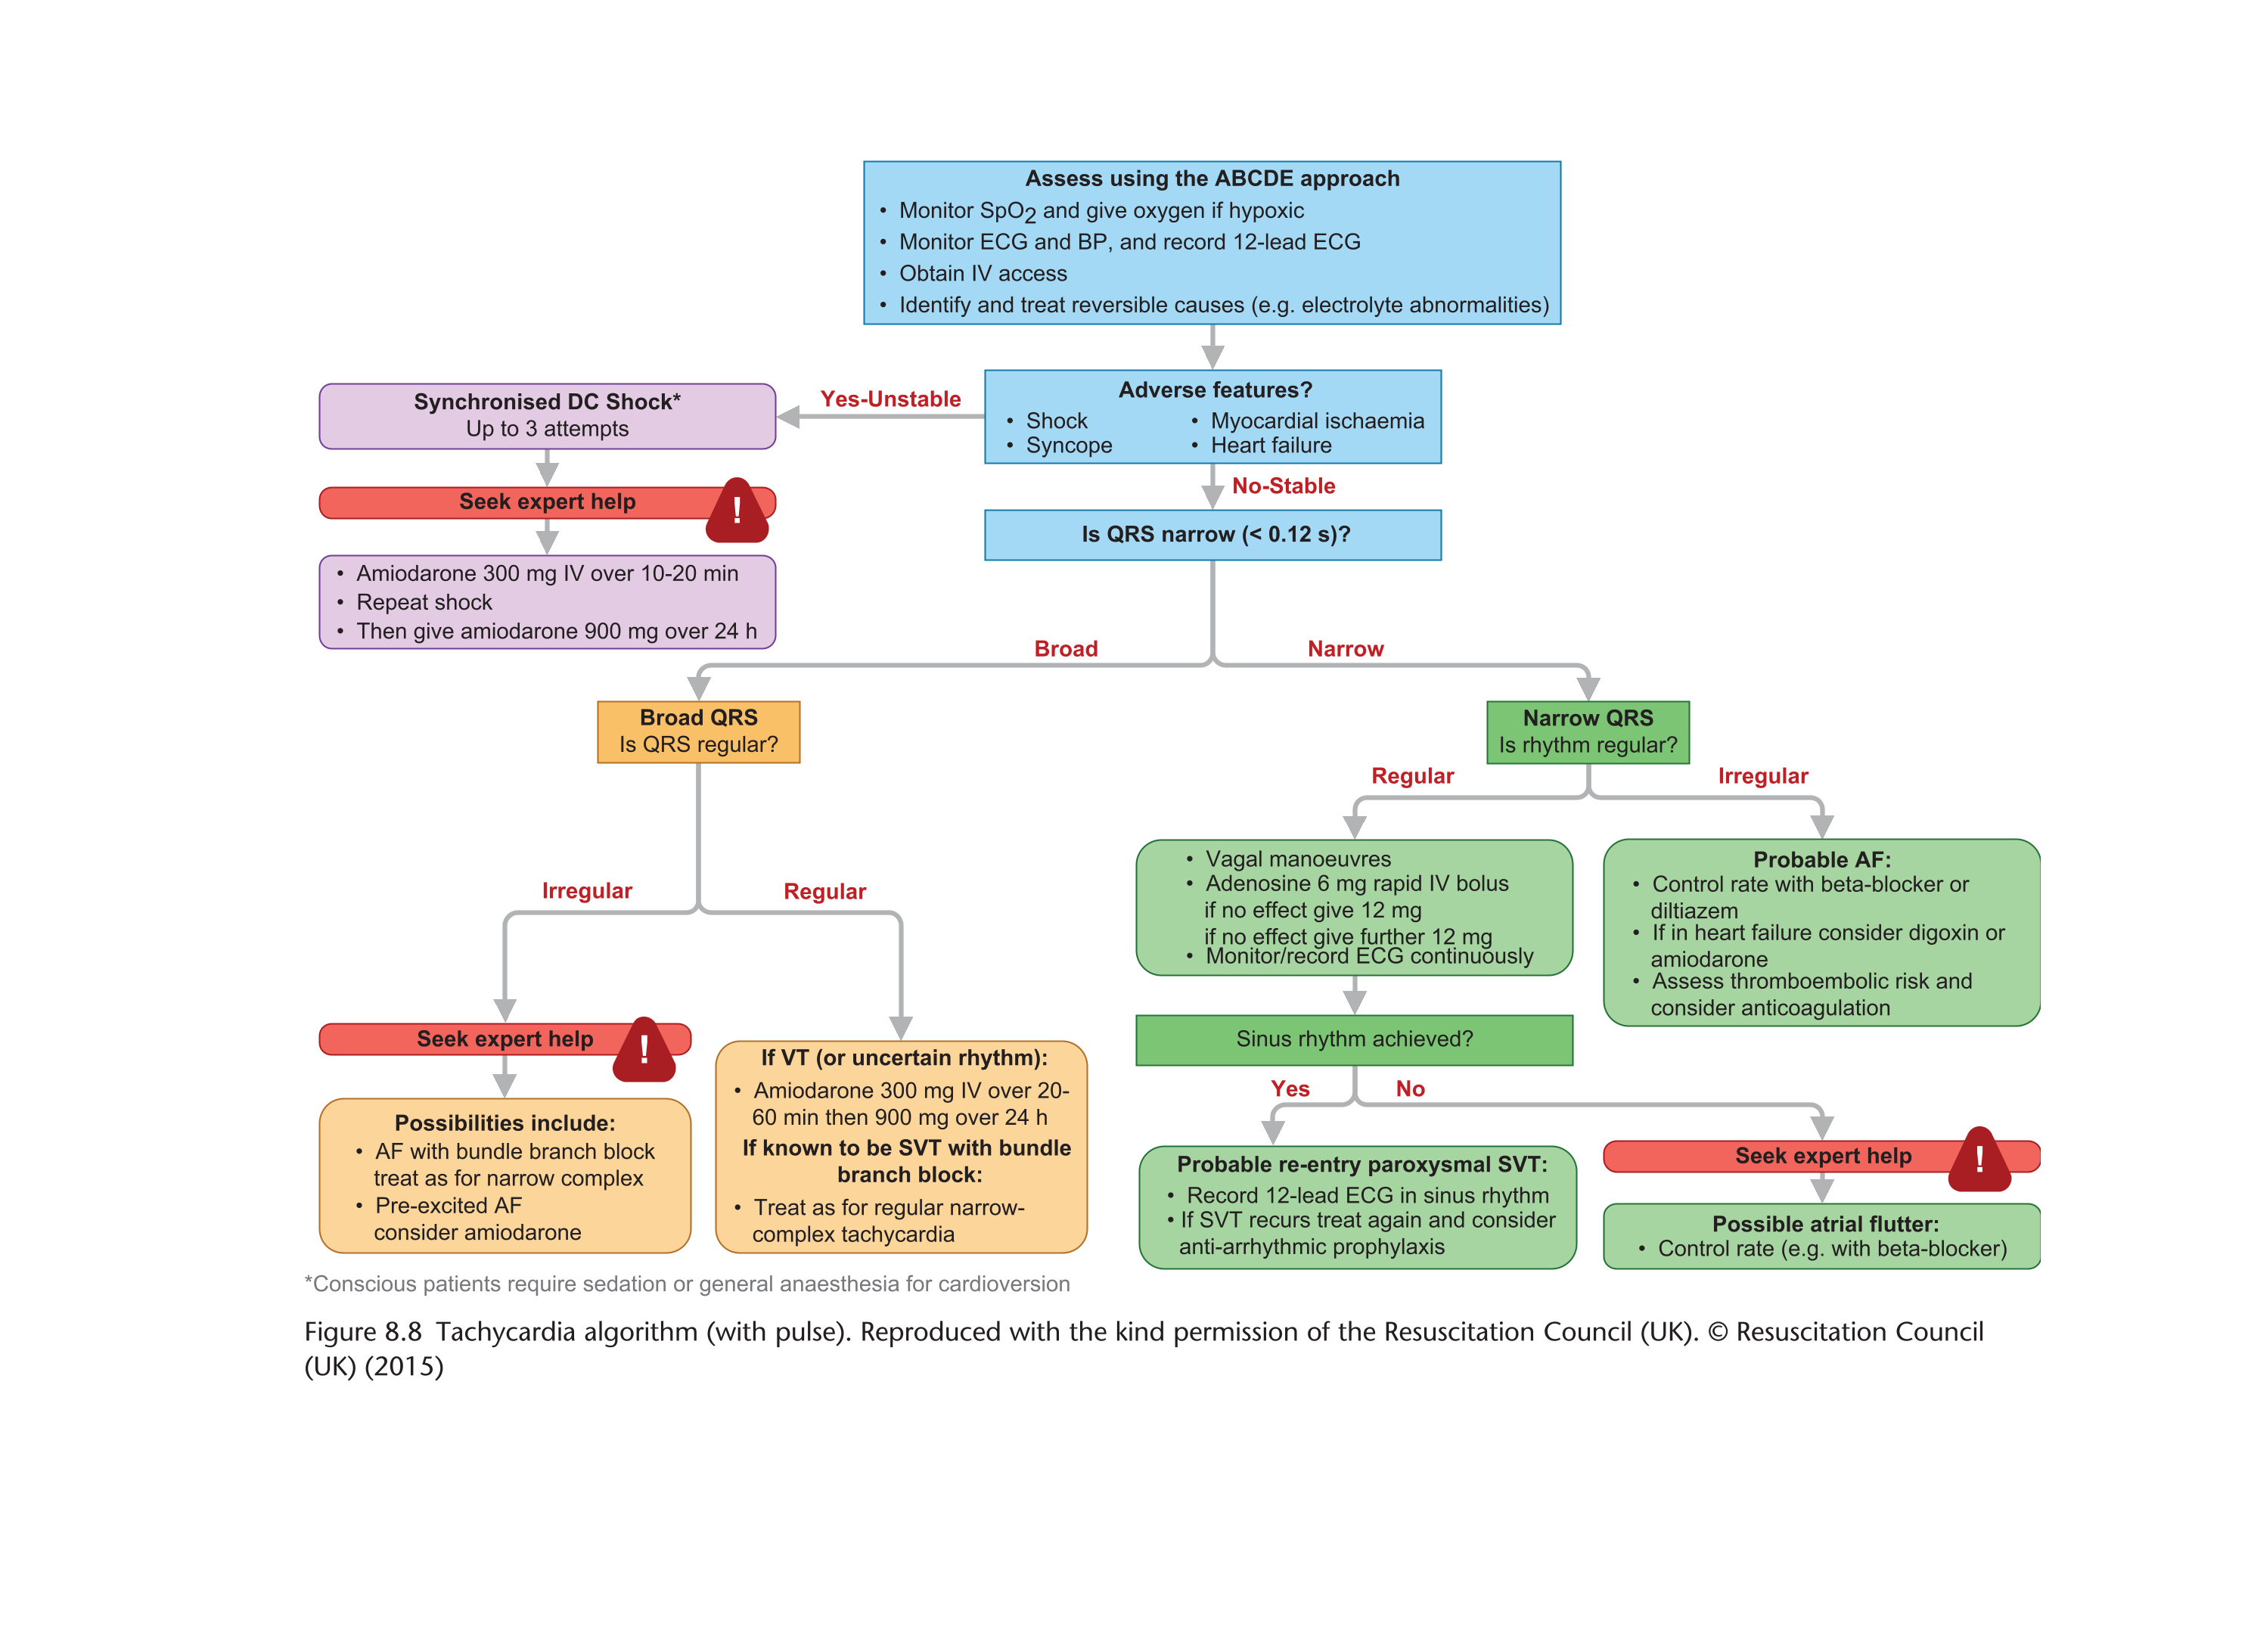 Assess using the ABCDE approach
• Monitor SpO2 and give oxygen if hypoxic
• Monitor ECG and BP, and record 12-lead ECG
• Obtain IV access
• Identify and treat reversible causes (e.g. electrolyte abnormalities)
Adverse features?
• Shock
• Syncope
• Myocardial ischaemia
• Heart failure
Yes-Unstable
Synchronised DC Shock*
Up to 3 attempts
Seek expert help
!
• Amiodarone 300 mg IV over 10-20 min
• Repeat shock
• Then give amiodarone 900 mg over 24 h
No-Stable
Is QRS narrow (< 0.12 s)?
Broad
Narrow
Broad QRS
Is QRS regular?
Irregular
Regular
Seek expert help
!
Possibilities include:
• AF with bundle branch block
treat as for narrow complex
• Pre-excited AF
consider amiodarone
If VT (or uncertain rhythm):
• Amiodarone 300 mg IV over 20-
60 min then 900 mg over 24 h
If known to be SVT with bundle
branch block:
• Treat as for regular narrow-
complex tachycardia
Narrow QRS
Is rhythm regular?
Regular
Irregular
• Vagal manoeuvres
• Adenosine 6 mg rapid IV bolus
if no effect give 12 mg
if no effect give further 12 mg
• Monitor/record ECG continuously
Probable AF:
• Control rate with beta-blocker or
diltiazem
• If in heart failure consider digoxin or
amiodarone
• Assess thromboembolic risk and
consider anticoagulation
Sinus rhythm achieved?
Yes
No
Probable re-entry paroxysmal SVT:
• Record 12-lead ECG in sinus rhythm
• If SVT recurs treat again and consider
anti-arrhythmic prophylaxis
Seek expert help
!
Possible atrial flutter:
• Control rate (e.g. with beta-blocker)
*Conscious patients require sedation or general anaesthesia for cardioversion
Figure 8.8 Tachycardia algorithm (with pulse). Reproduced with the kind permission of the Resuscitation Council (UK). © Resuscitation Council
(UK) (2015)